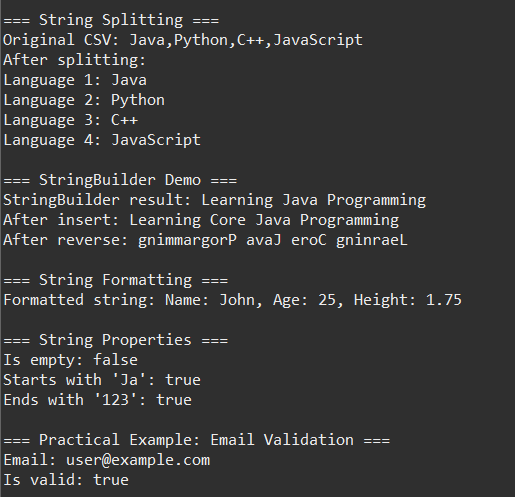 === String Splitting ===
Original CSV: Java,Python,C++,JavaScript
After splitting:
Language 1: Java
Language 2: Python
Language 3: C++
Language 4: JavaScript
=== StringBuilder Demo ===
StringBuilder result: Learning Java Programming
After insert: Learning Core Java Programming
After reverse: gnimmargorP avaJ eroC gninraeL
=== String Formatting ===
Formatted string: Name: John, Age: 25, Height: 1.75
=== String Properties ===
Is empty: false
Starts with 'Ja': true
Ends with '123': true
=== Practical Example: Email Validation ===
Email: user@example.com
Is valid: true